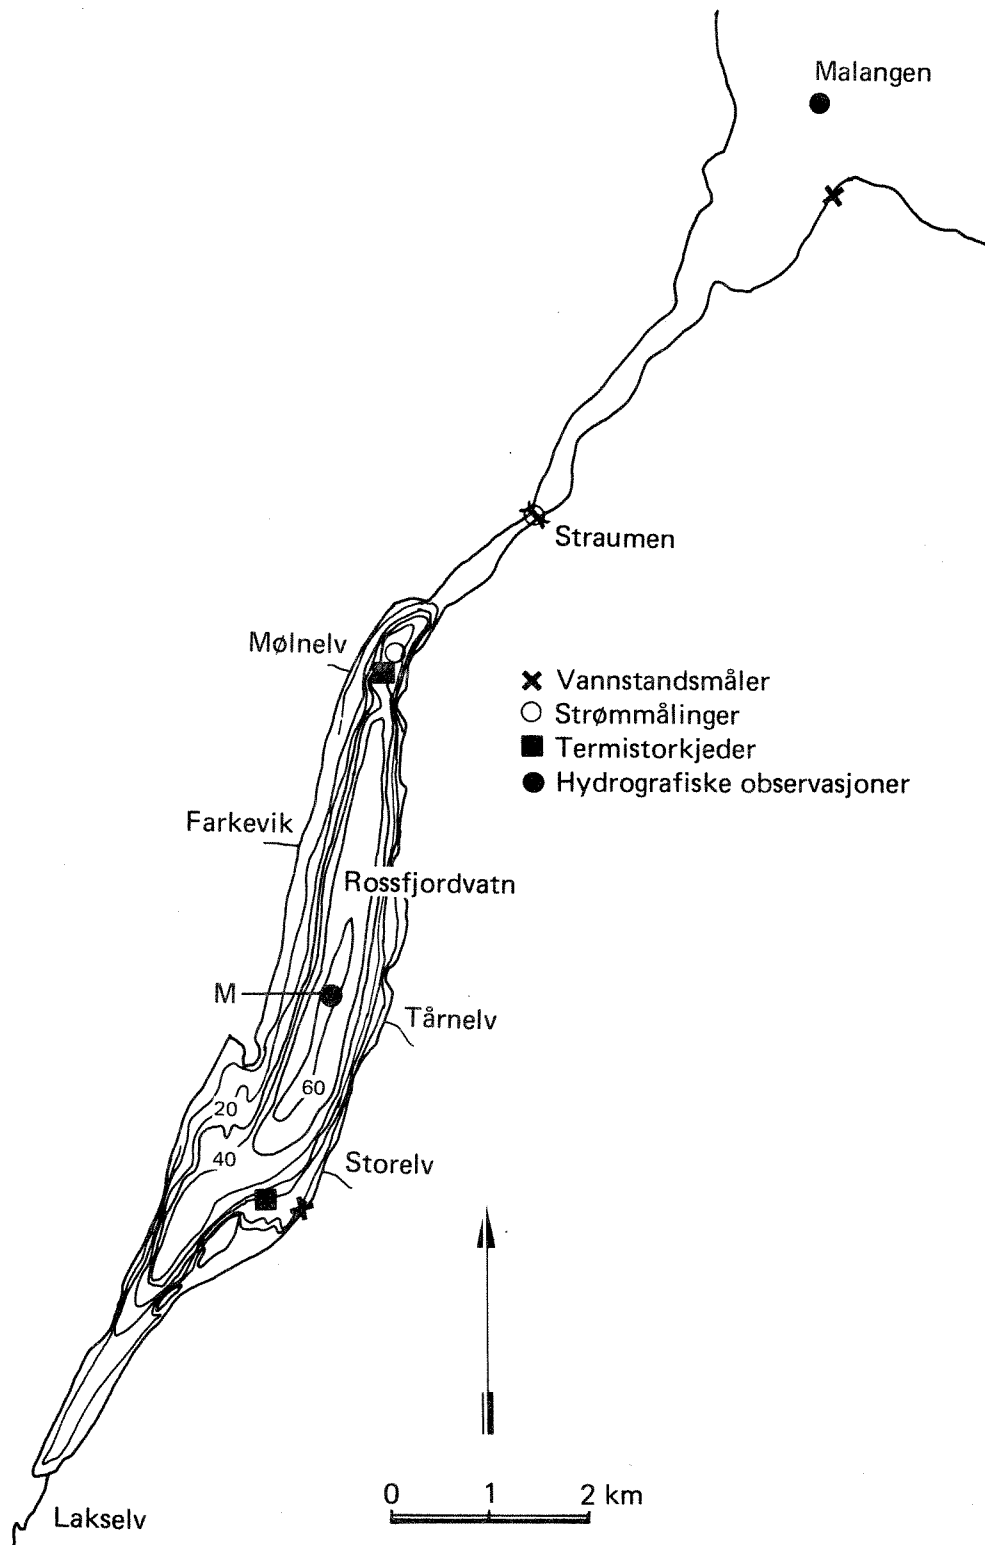 Malangen
Straumen
Mølnelv
Vannstandsmåler
Strømmålinger
Termistorkjeder
Hydrografiske observasjoner
Farkevik
Rossfjordvatn
M
Tårnelv
60
20
40
Storelv
0 1 2 km
Lakselv